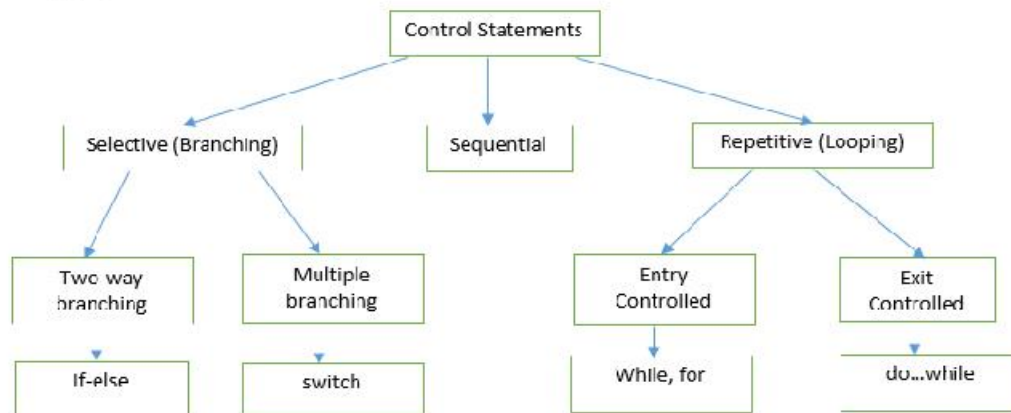 Control Statements
Selective (Branching)
Sequential
Repetitive (Looping)
Two way
branching
Multiple
branching
Entry
Controlled
Exit
Controlled
If-else
switch
While, for
do...while